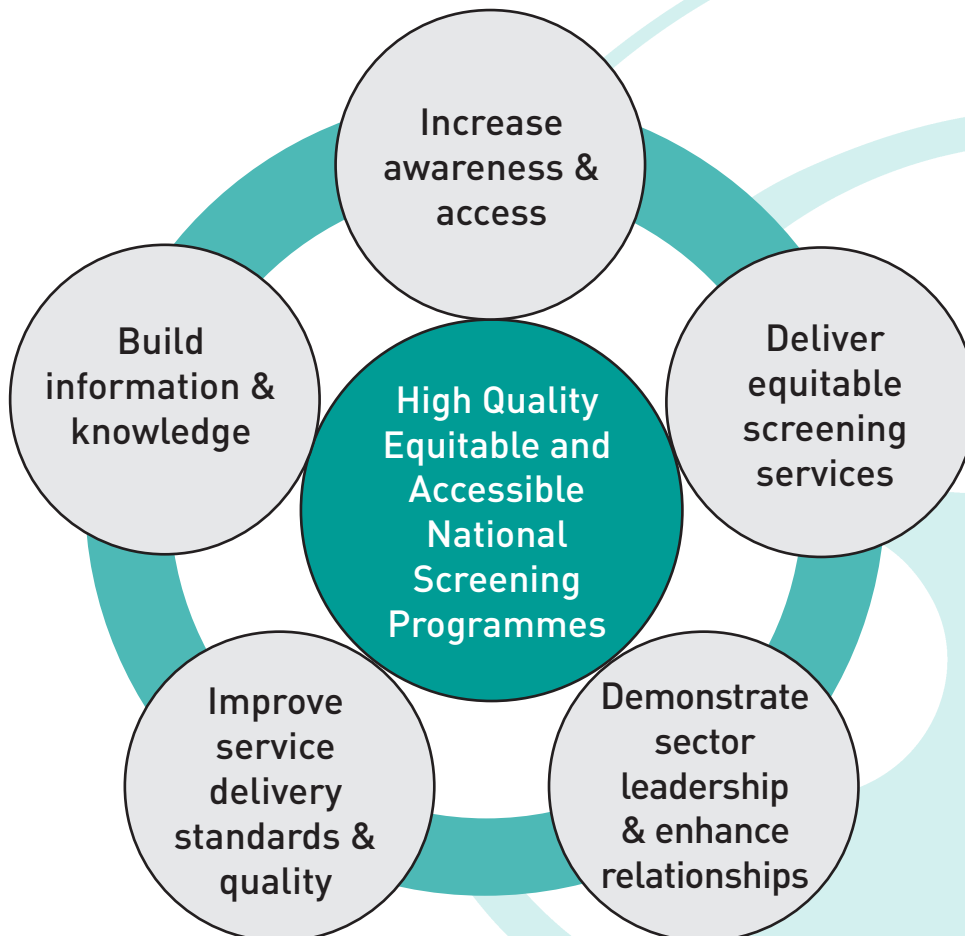 Increase
awareness &
access
Deliver
equitable
screening
services
Demonstrate
sector
leadership
& enhance
relationships
Improve
service
delivery
standards &
quality
Build
information &
knowledge
High Quality
Equitable and
Accessible
National
Screening
Programmes